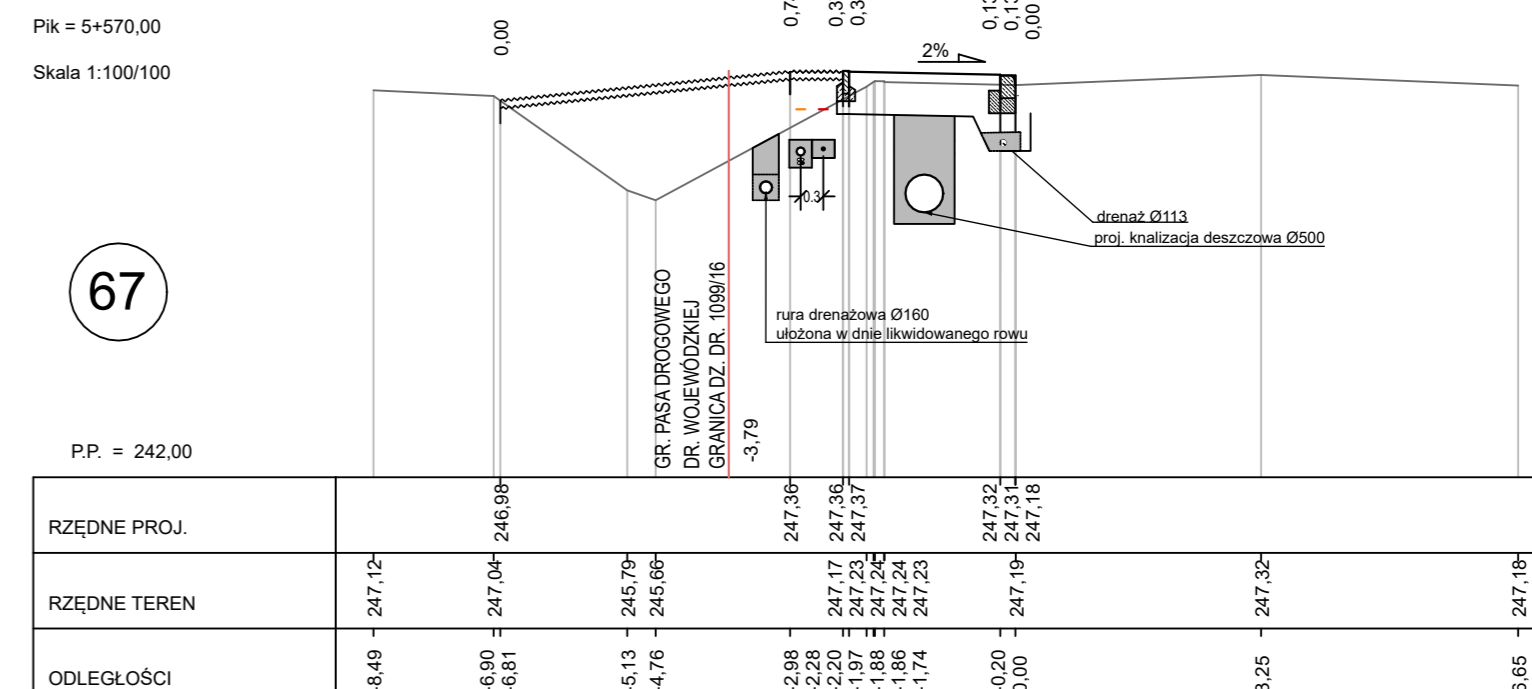 Pik = 5+570,00
Skala 1:100/100
0,00
0,13
0,00
2%
67
0.3
drenaż Ø113
proj. knalizacja deszczowa Ø500
rura drenażowa Ø160
ułożona w dnie likwidowanego rowu
GR. PASA DROGOWEGO
DR. WOJEWÓDZKIEJ
GRANICA DZ. DR. 1099/16
-3,79
P.P. = 242,00
RZĘDNE PROJ. 246,98 247,36 247,36 247,37 247,32 247,31 247,18
RZĘDNE TEREN 247,12 247,04 245,79 245,66 247,17 247,23 247,24 247,24 247,23 247,19 247,32 247,18
ODLEGŁOŚCI -8,49 -6,90 -6,81 -5,13 -4,76 -2,98 -2,28 -2,20 -1,97 -1,88 -1,86 -1,74 -0,20 0,00 3,25 6,65